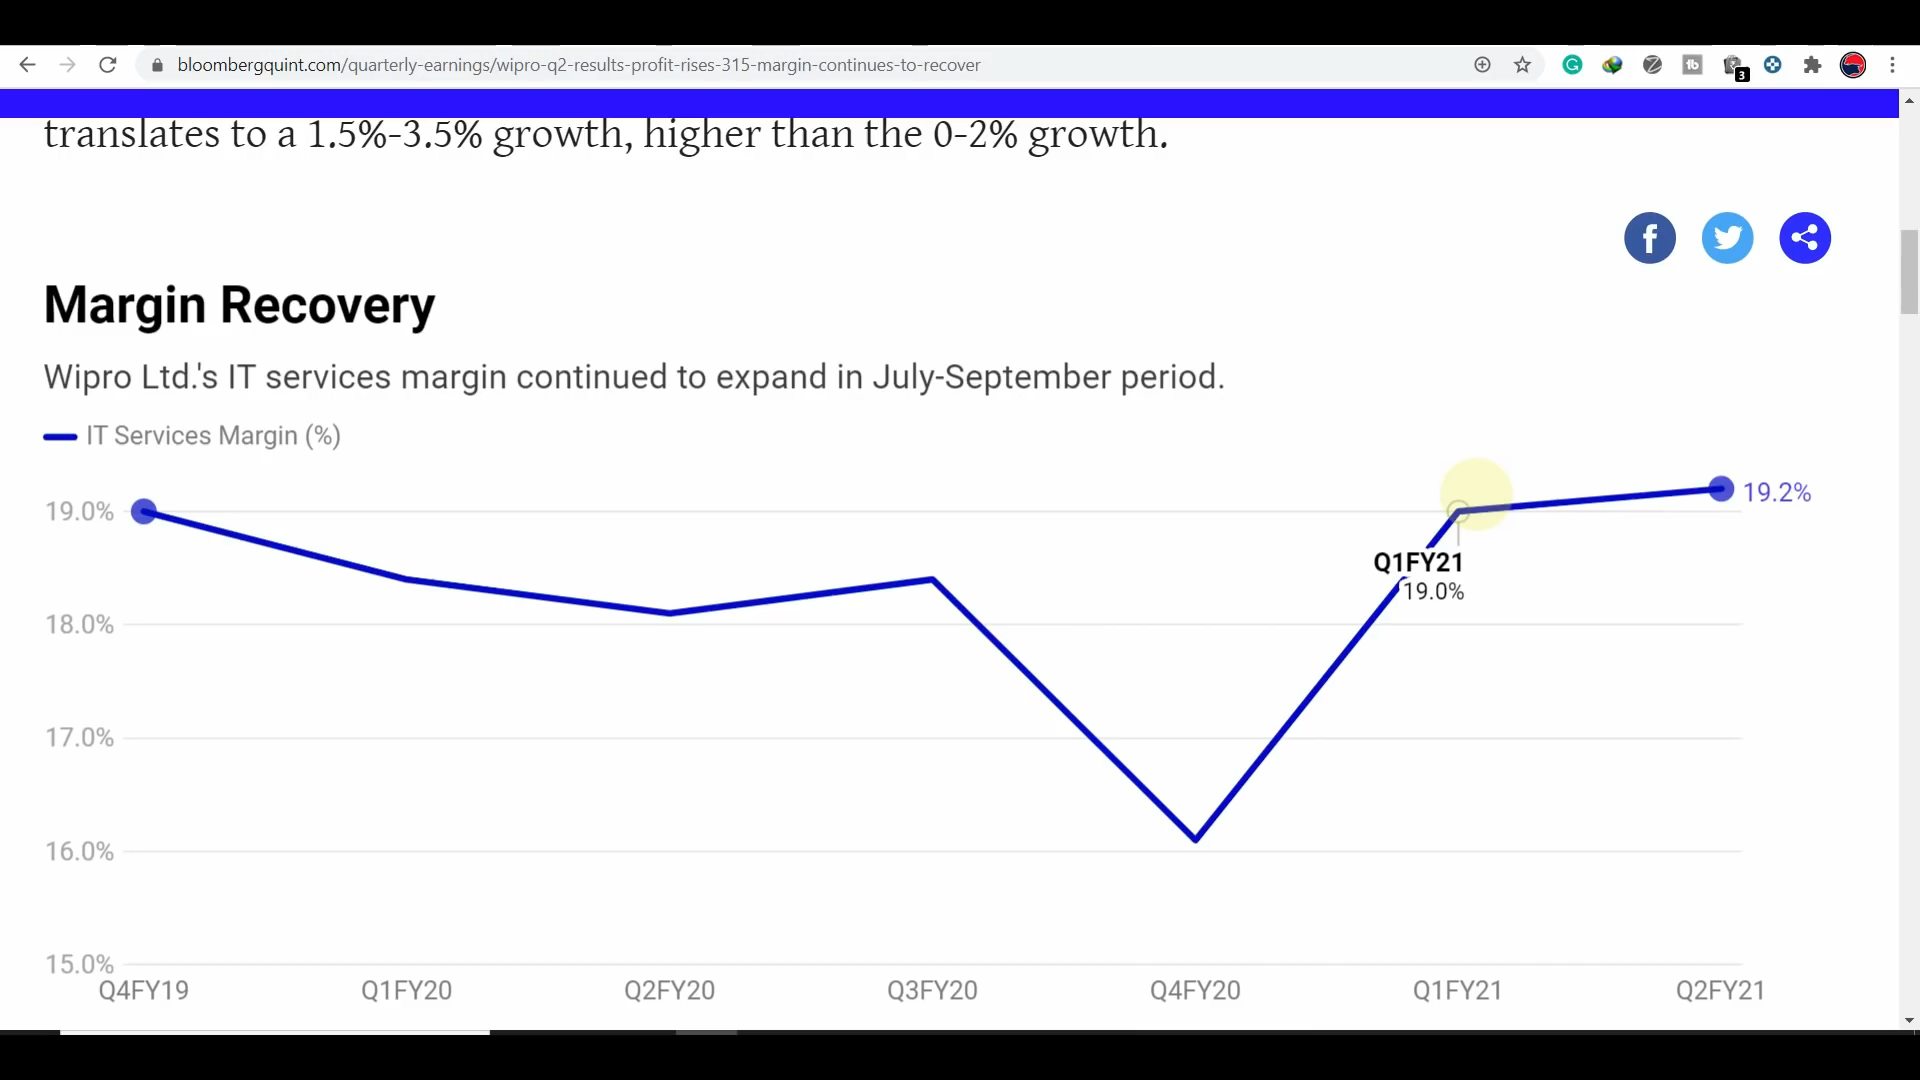 bloombergquint.com/quarterly-earnings/wipro-q2-results-profit-rises-315-margin-continues-to-recover
3
translates to a 1.5%-3.5% growth, higher than the 0-2% growth.
Margin Recovery
Wipro Ltd.'s IT services margin continued to expand in July-September period.
IT Services Margin (%)
19.2%
19.0%
Q1FY21
19.0%
18.0%
17.0%
16.0%
15.0%
Q4FY19 Q1FY20 Q2FY20 Q3FY20 Q4FY20 Q1FY21 Q2FY21